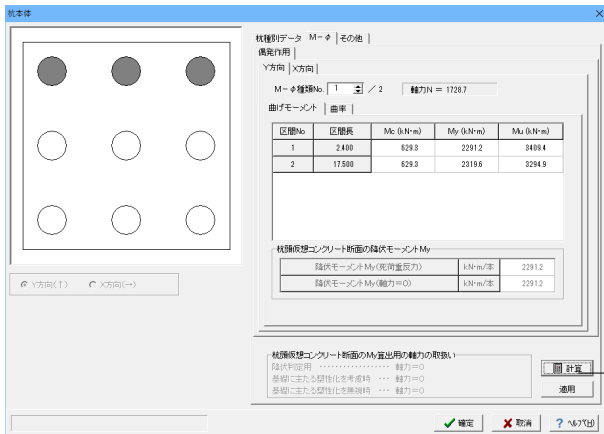 杭本体
杭種別データ M-φ その他
偶発作用
Y方向 X方向
M-φ種類No. 1 / 2 軸力N = 1728.7
曲げモーメント 曲率
区間No 区間長 Mc (kN・m) My (kN・m) Mu (kN・m)
1 2.400 629.3 2291.2 3409.4
2 17.500 629.3 2319.6 3294.9
杭頭仮想コンクリート断面の降伏モーメントMy
降伏モーメントMy(死荷重反力) kN・m/本 2291.2
降伏モーメントMy(軸力=0) kN・m/本 2291.2
Y方向(↑) X方向(→)
杭頭仮想コンクリート断面のMy算出用の軸力の取扱い
降伏判定用 ・・・・・・・・・・・・・・・・・・ 軸力=0
基礎に主たる塑性化を考慮時 ・・・ 軸力=0
基礎に主たる塑性化を無視時 ・・・ 軸力=0
計算
適用
確定 取消 ? ヘルプ(H)